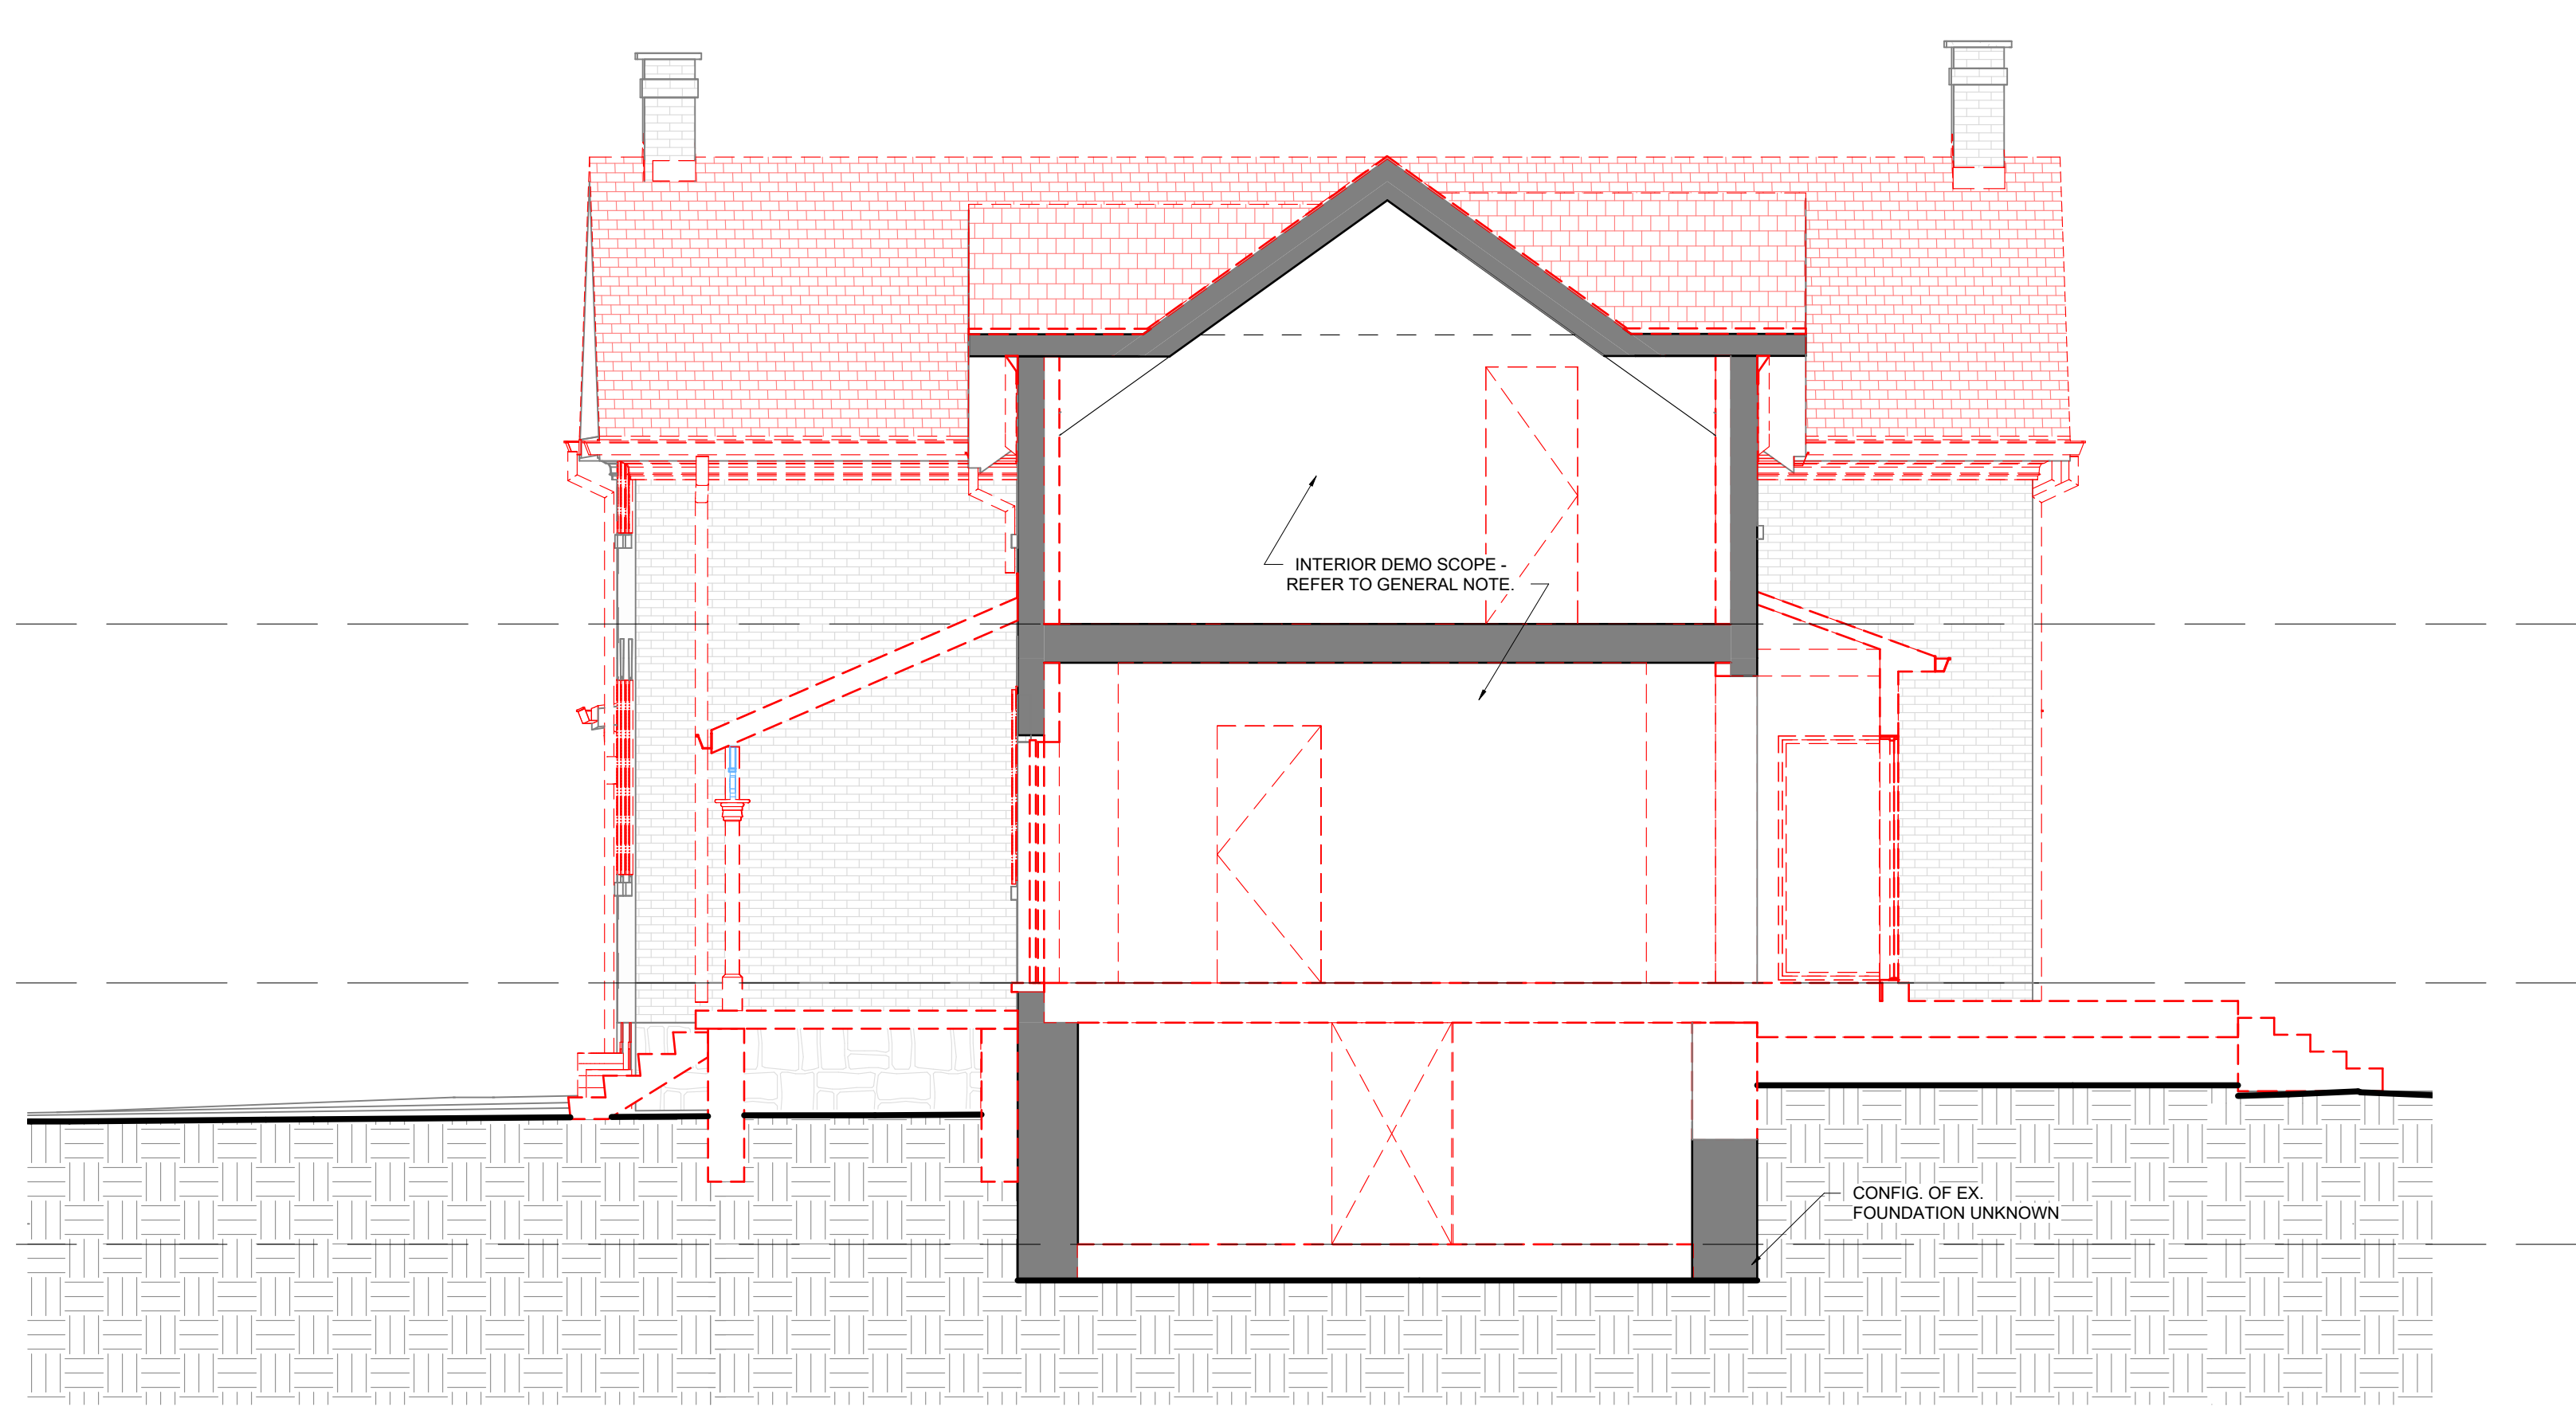 INTERIOR DEMO SCOPE -
REFER TO GENERAL NOTE.
CONFIG. OF EX.
FOUNDATION UNKNOWN